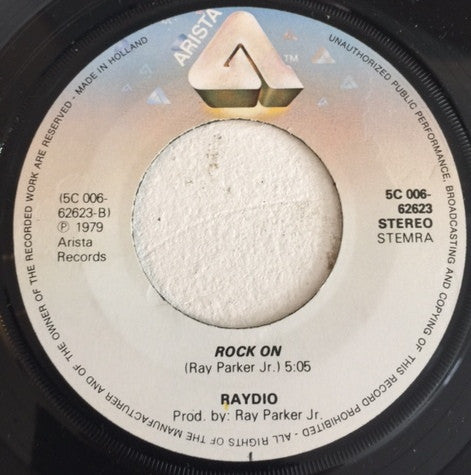 ARISTA
TM
UNAUTHORIZED PUBLIC PERFORMANCE, BROADCASTING AND COPYING OF THIS RECORD PROHIBITED - ALL RIGHTS OF THE MANUFACTURER AND OF THE OWNER OF THE RECORDED WORK ARE RESERVED - MADE IN HOLLAND
(5C 006-
62623-B)
℗ 1979
Arista
Records
5C 006-
62623
STEREO
STEMRA
ROCK ON
(Ray Parker Jr.) 5:05
RAYDIO
Prod. by: Ray Parker Jr.